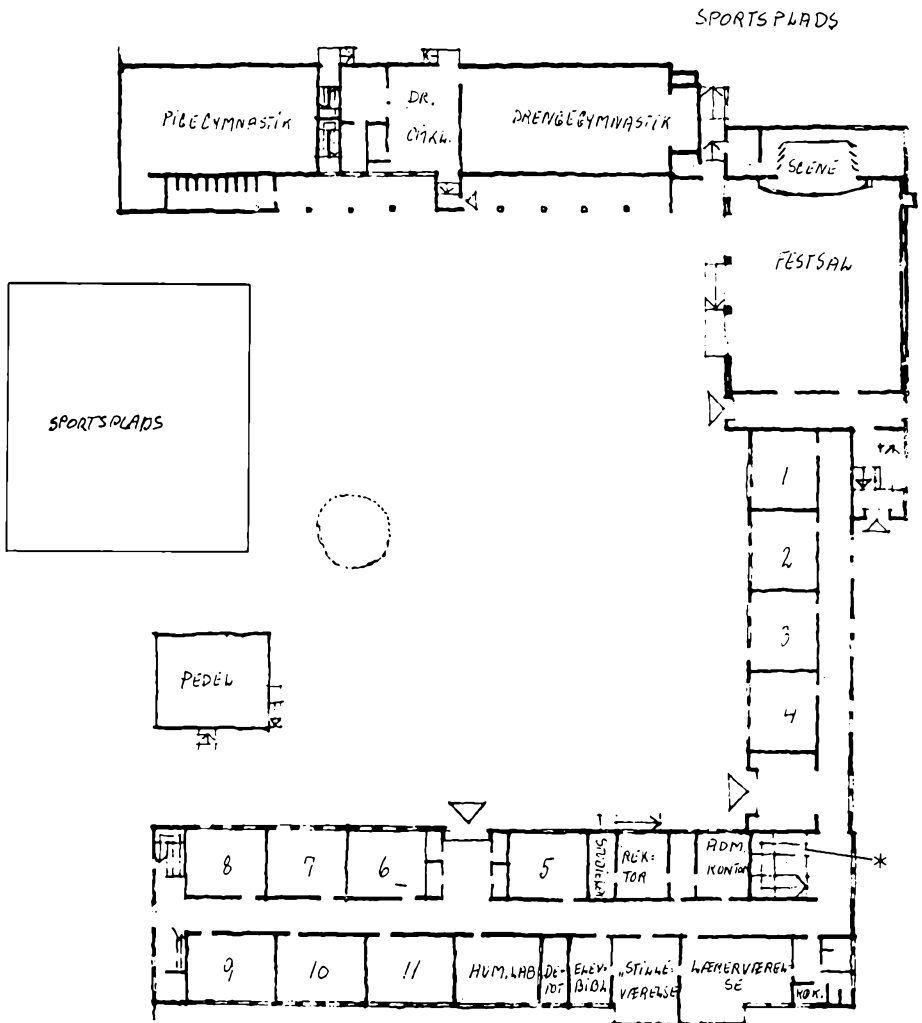 SPORTSPLADS
PIGEGYMNASTIK
DR.
OMKL.
DRENGEGYMNASTIK
SCENE
FESTSAL
SPORTSPLADS
1
2
3
4
PEDEL
8
7
6
5
REK-
TOR
ADM.
KONTOR
*
9
10
11
HUM. LAB
DE-
POT
ELEV-
BIBL
"STILLE-
VÆRELSE
LÆRERVÆREL-
SE
KØK.